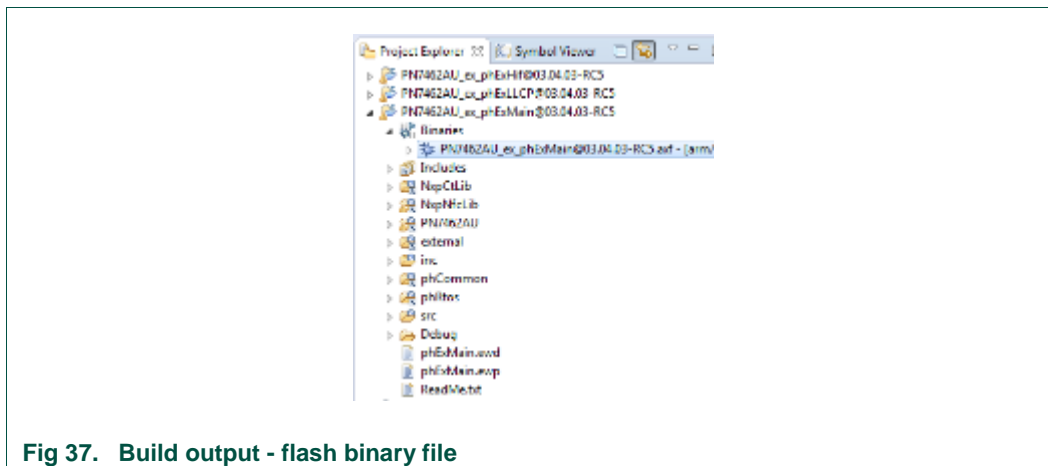 Project Explorer Symbol Viewer
PN7462AU_ex_phExHif@03.04.03-RC5
PN7462AU_ex_phExLLCP@03.04.03-RC5
PN7462AU_ex_phExMain@03.04.03-RC5
Binaries
PN7462AU_ex_phExMain@03.04.03-RC5.axf - [arm/
Includes
NxpCtLib
NxpNfcLib
PN7462AU
external
inc
phCommon
phRtos
src
Debug
phExMain.ewd
phExMain.ewp
ReadMe.txt
Fig 37. Build output - flash binary file